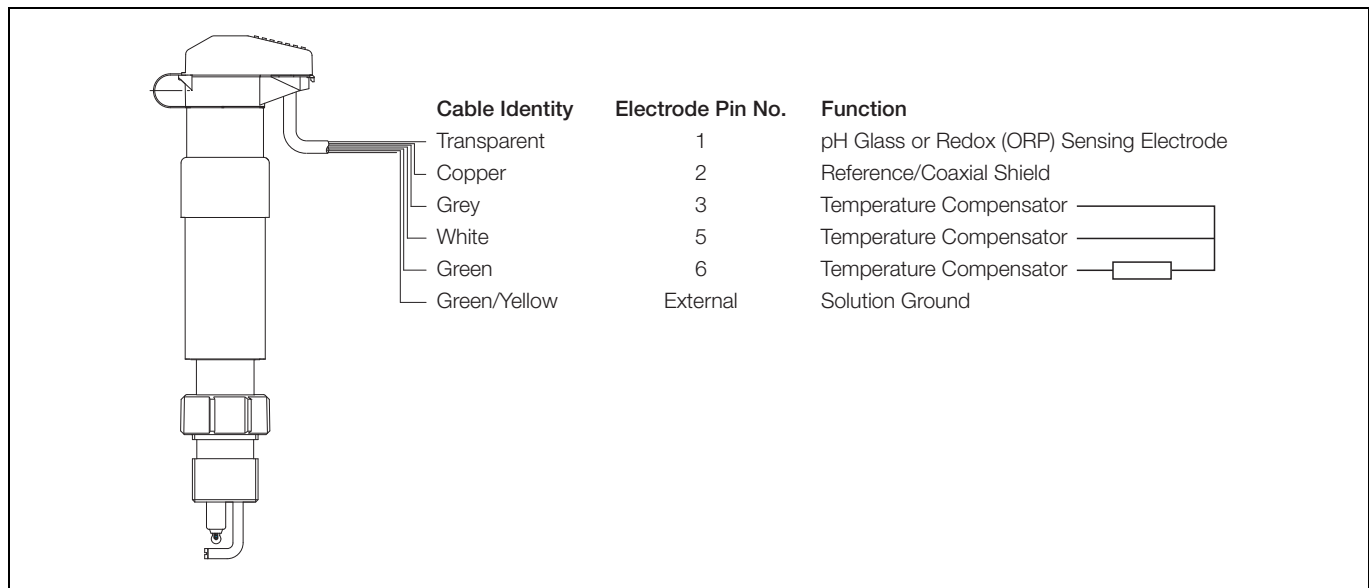 Cable Identity Electrode Pin No. Function
Transparent 1 pH Glass or Redox (ORP) Sensing Electrode
Copper 2 Reference/Coaxial Shield
Grey 3 Temperature Compensator
White 5 Temperature Compensator
Green 6 Temperature Compensator
Green/Yellow External Solution Ground